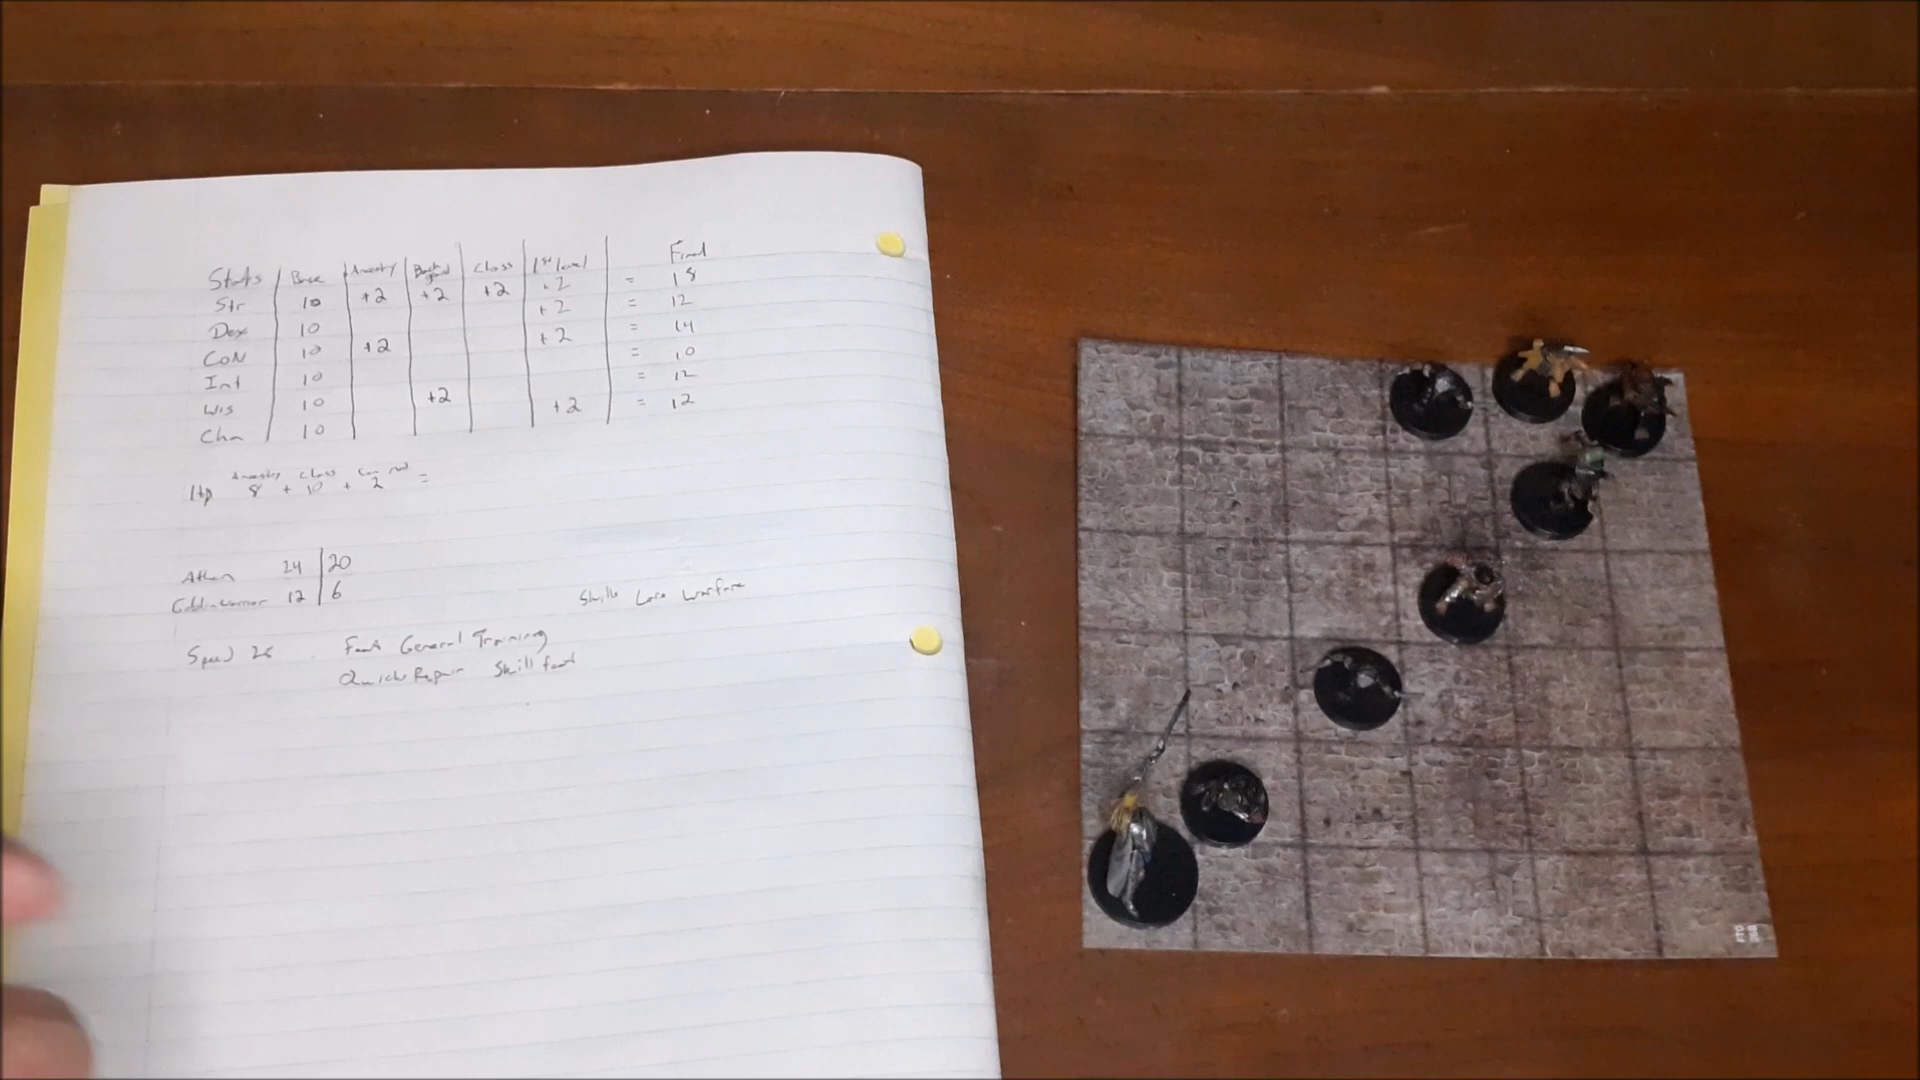 Stats Base Ancestry Background Class 1st level Final
Str 10 +2 +2 +2 +2 = 18
Dex 10 +2 = 12
CON 10 +2 +2 = 14
Int 10 = 10
Wis 10 +2 = 12
Cha 10 +2 = 12
Ancestry Class Con mod
Hp 8 + 10 + 2 =
24 20
Goblin warrior 12 6
Skills Lore Warfare
Speed 25 Feat General Training
Quick Repair Skill feat